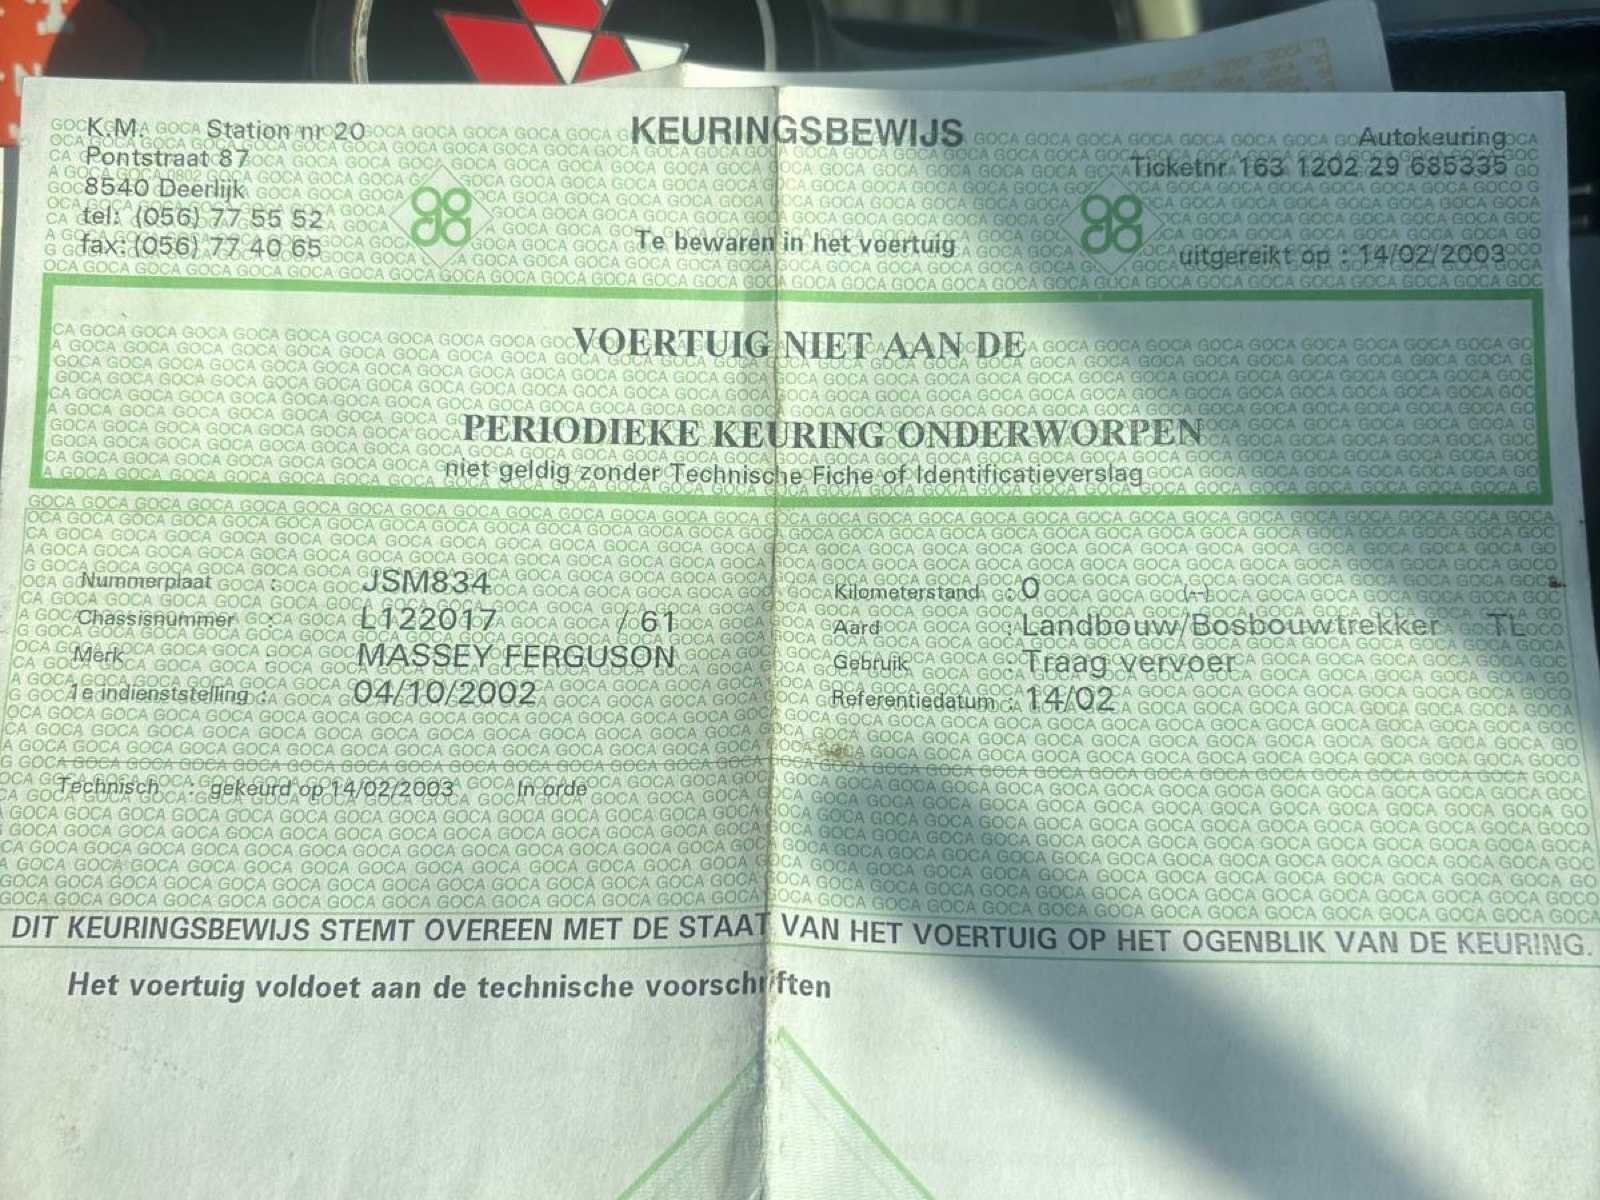 K.M. Station nr 20
Pontstraat 87
8540 Deerlijk
tel: (056) 77 55 52
fax: (056) 77 40 65
KEURINGSBEWIJS
Te bewaren in het voertuig
Autokeuring
Ticketnr 163 1202 29 685335
uitgereikt op : 14/02/2003
VOERTUIG NIET AAN DE
PERIODIEKE KEURING ONDERWORPEN
niet geldig zonder Technische Fiche of Identificatieverslag
Nummerplaat : JSM834
Chassisnummer : L122017 / 61
Merk : MASSEY FERGUSON
1e indienststelling : 04/10/2002
Kilometerstand : 0 (--)
Aard : Landbouw/Bosbouwtrekker TL
Gebruik : Traag vervoer
Referentiedatum : 14/02
Technisch : gekeurd op 14/02/2003 In orde
DIT KEURINGSBEWIJS STEMT OVEREEN MET DE STAAT VAN HET VOERTUIG OP HET OGENBLIK VAN DE KEURING.
Het voertuig voldoet aan de technische voorschriften